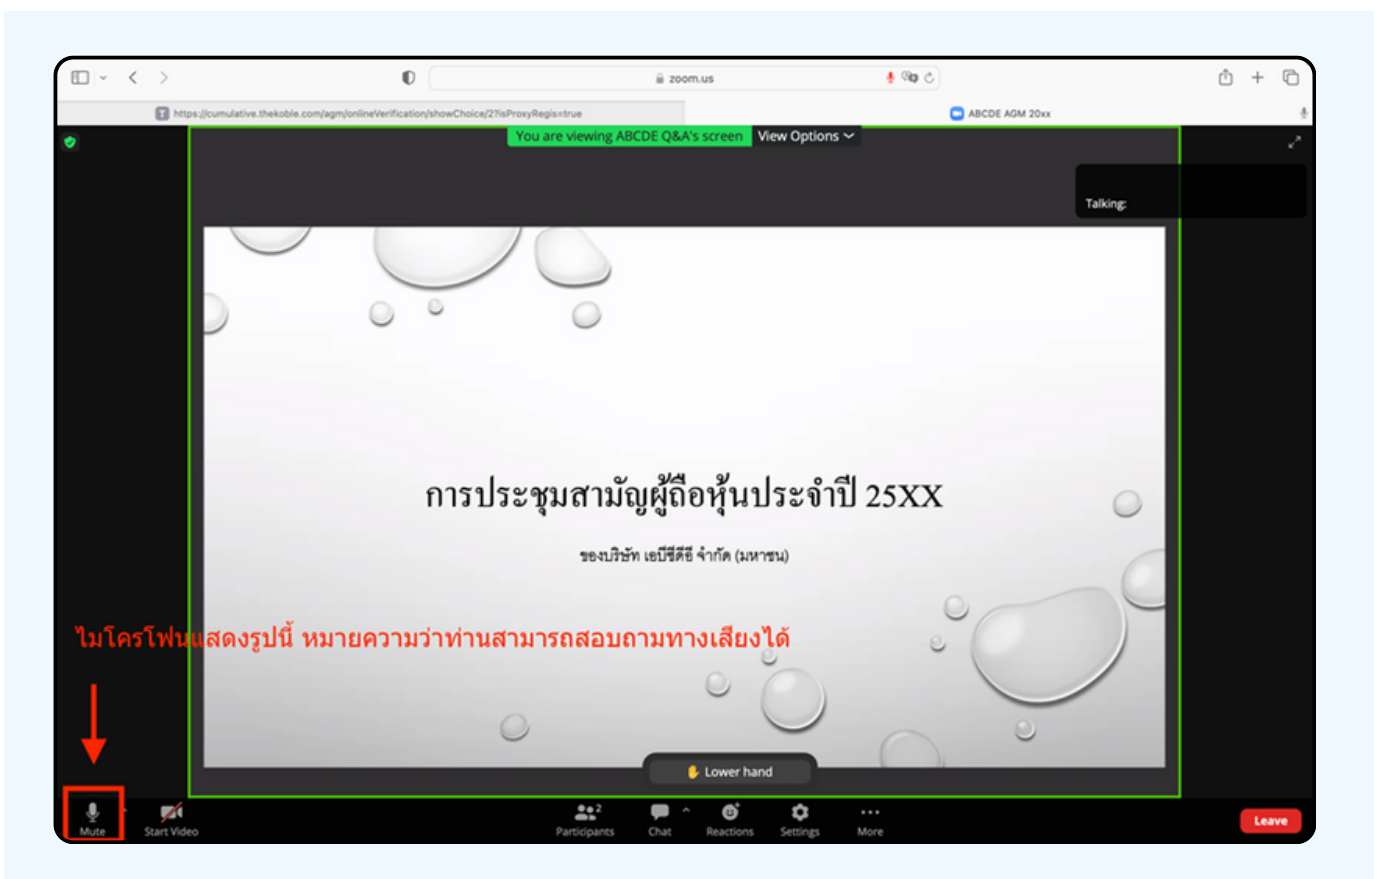 zoom.us
https://cumulative.thekoble.com/agm/onlineVerification/showChoice/2?isProxyRegis=true
ABCDE AGM 20xx
You are viewing ABCDE Q&A's screen View Options
Talking:
การประชุมสามัญผู้ถือหุ้นประจำปี 25XX
ของบริษัท เอบีซีดีอี จำกัด (มหาชน)
ไมโครโฟนแสดงรูปนี้ หมายความว่าท่านสามารถสอบถามทางเสียงได้
Lower hand
Mute Start Video Participants 2 Chat Reactions Settings More Leave